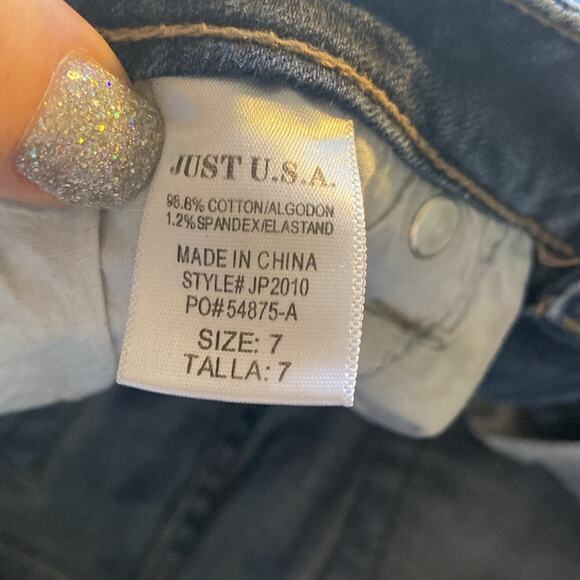 JUST U.S.A.
98.8% COTTON/ALGODON
1.2% SPANDEX/ELASTAND
MADE IN CHINA
STYLE# JP2010
PO#54875-A
SIZE: 7
TALLA: 7